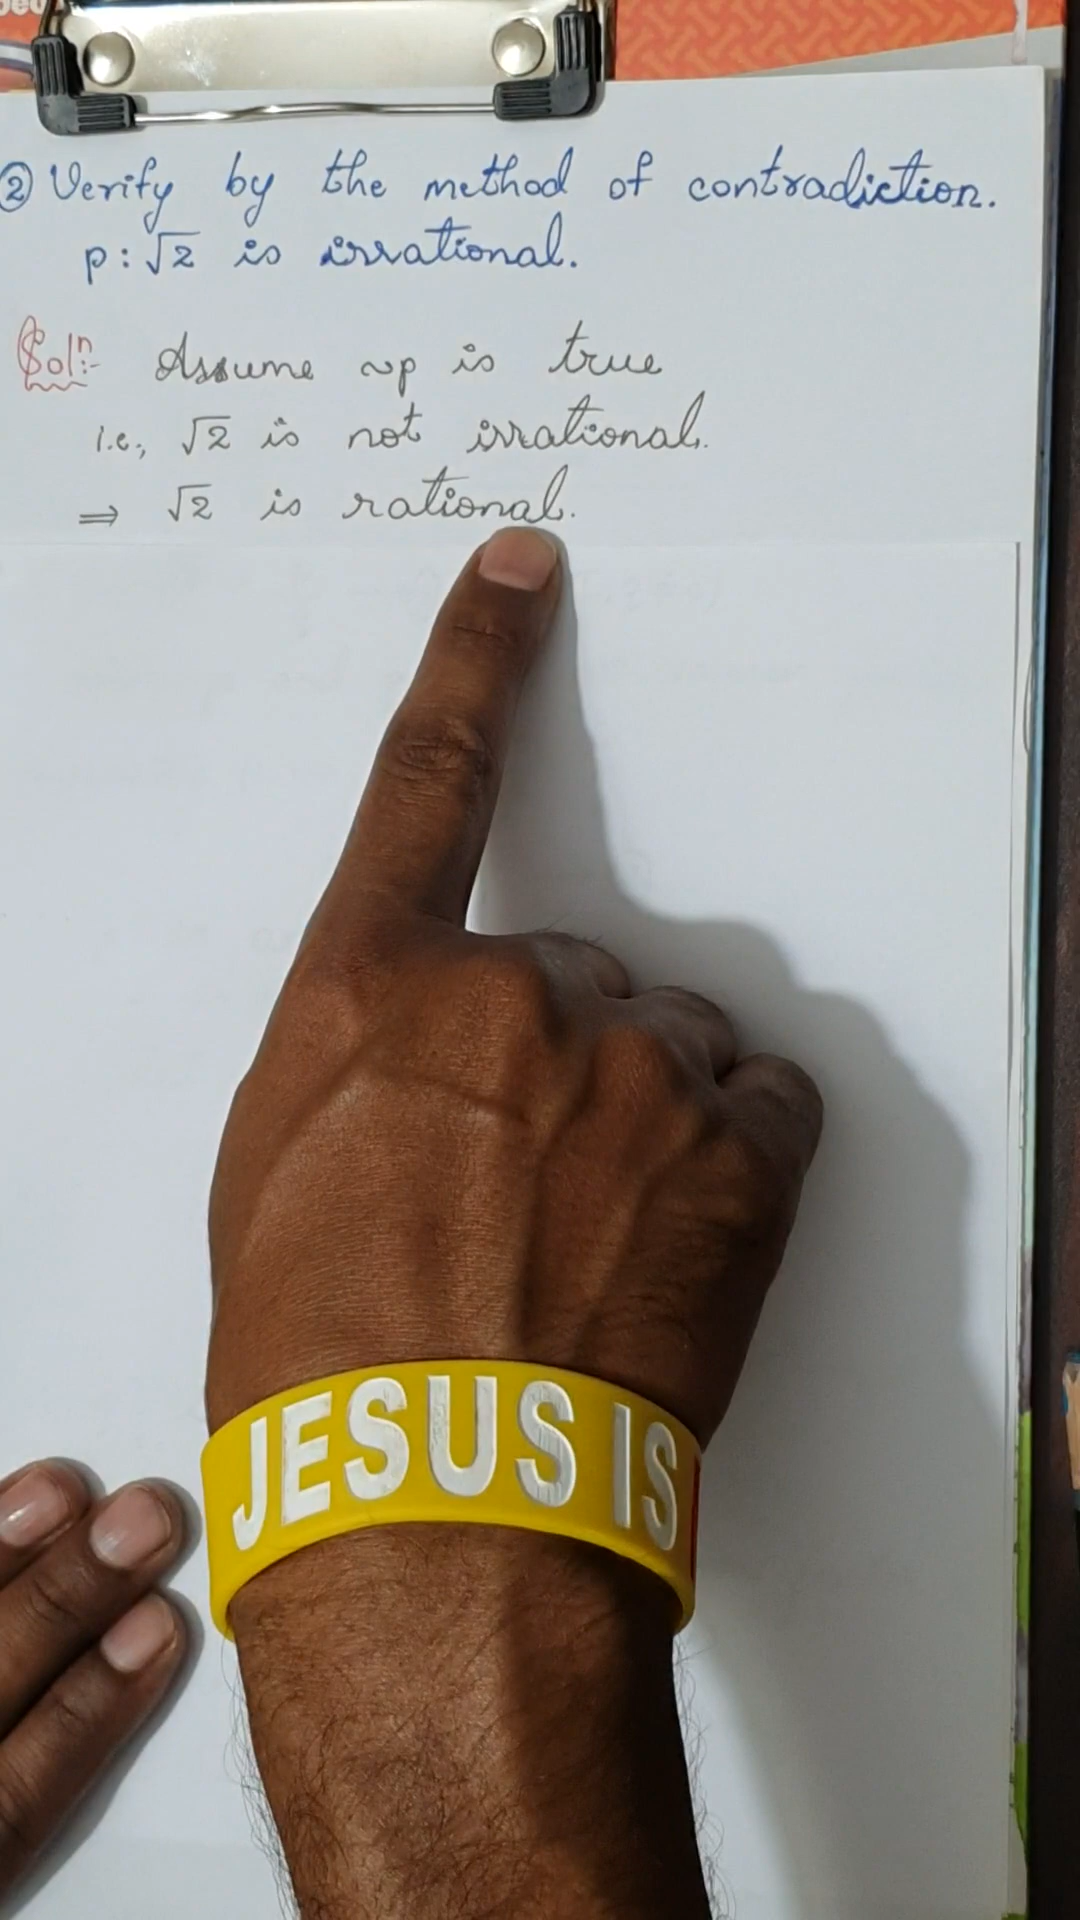 ② Verify by the method of contradiction.
p : √2 is irrational.
Solⁿ:- Assume ~p is true
i.e., √2 is not irrational.
⇒ √2 is rational.
JESUS IS